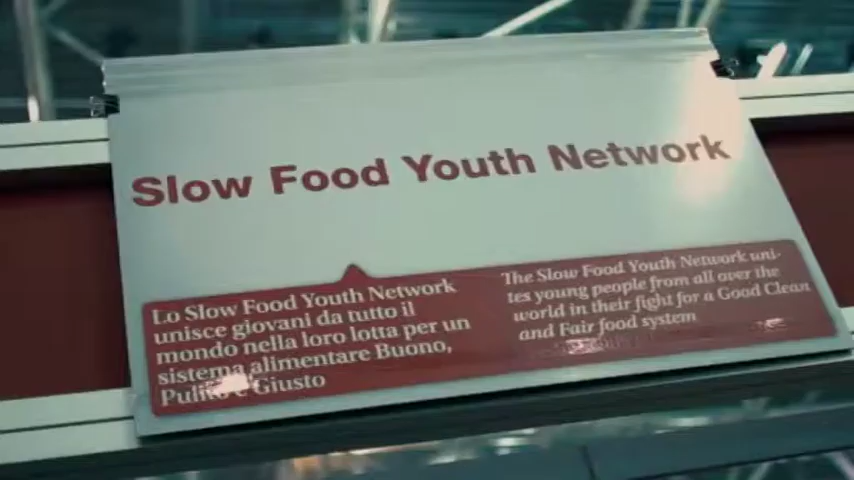 Slow Food Youth Network
Lo Slow Food Youth Network
unisce giovani da tutto il
mondo nella loro lotta per un
sistema alimentare Buono,
Pulito e Giusto
The Slow Food Youth Network uni-
tes young people from all over the
world in their fight for a Good Clean
and Fair food system